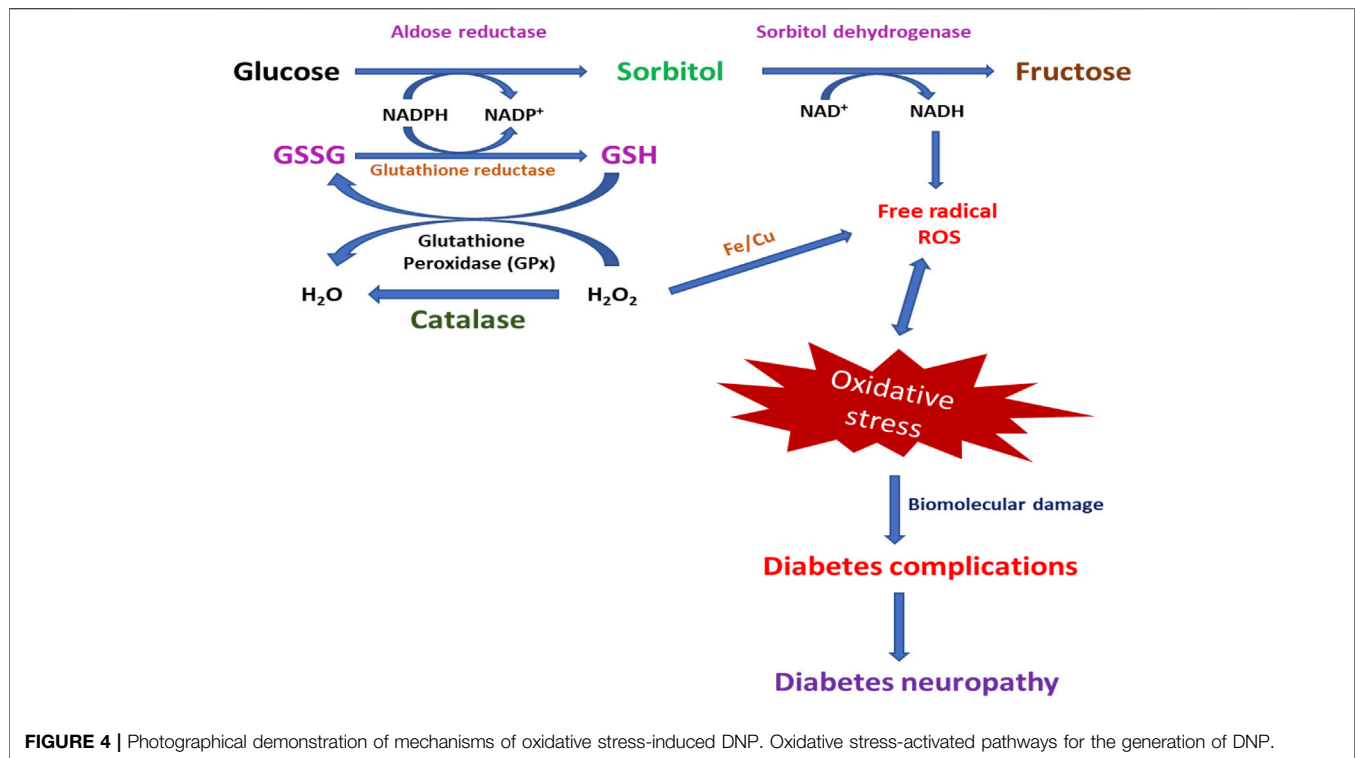 Aldose reductase
Sorbitol dehydrogenase
Glucose
Sorbitol
Fructose
NADPH
NADP⁺
NAD⁺
NADH
GSSG
GSH
Glutathione reductase
Free radical
ROS
Glutathione
Peroxidase (GPx)
Fe/Cu
H₂O
H₂O₂
Catalase
Oxidative
stress
Biomolecular damage
Diabetes complications
Diabetes neuropathy
FIGURE 4 | Photographical demonstration of mechanisms of oxidative stress-induced DNP. Oxidative stress-activated pathways for the generation of DNP.